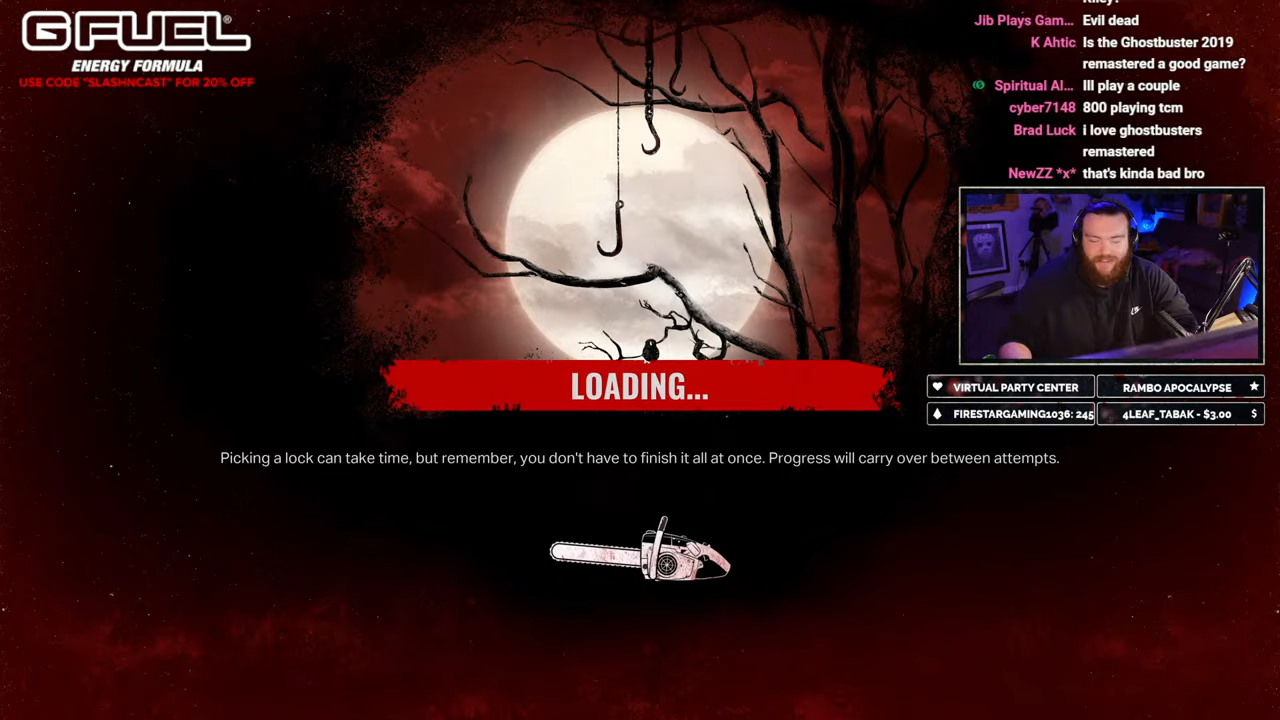 GFUEL®
ENERGY FORMULA
USE CODE "SLASHNCAST" FOR 20% OFF
Jib Plays Gam... Evil dead
K Ahtic Is the Ghostbuster 2019
remastered a good game?
Spiritual Al... Ill play a couple
cyber7148 800 playing tcm
Brad Luck i love ghostbusters
remastered
NewZZ *x* that's kinda bad bro
VIRTUAL PARTY CENTER
RAMBO APOCALYPSE
FIRESTARGAMING1036: 245
4LEAF_TABAK - $3.00 $
LOADING...
Picking a lock can take time, but remember, you don't have to finish it all at once. Progress will carry over between attempts.